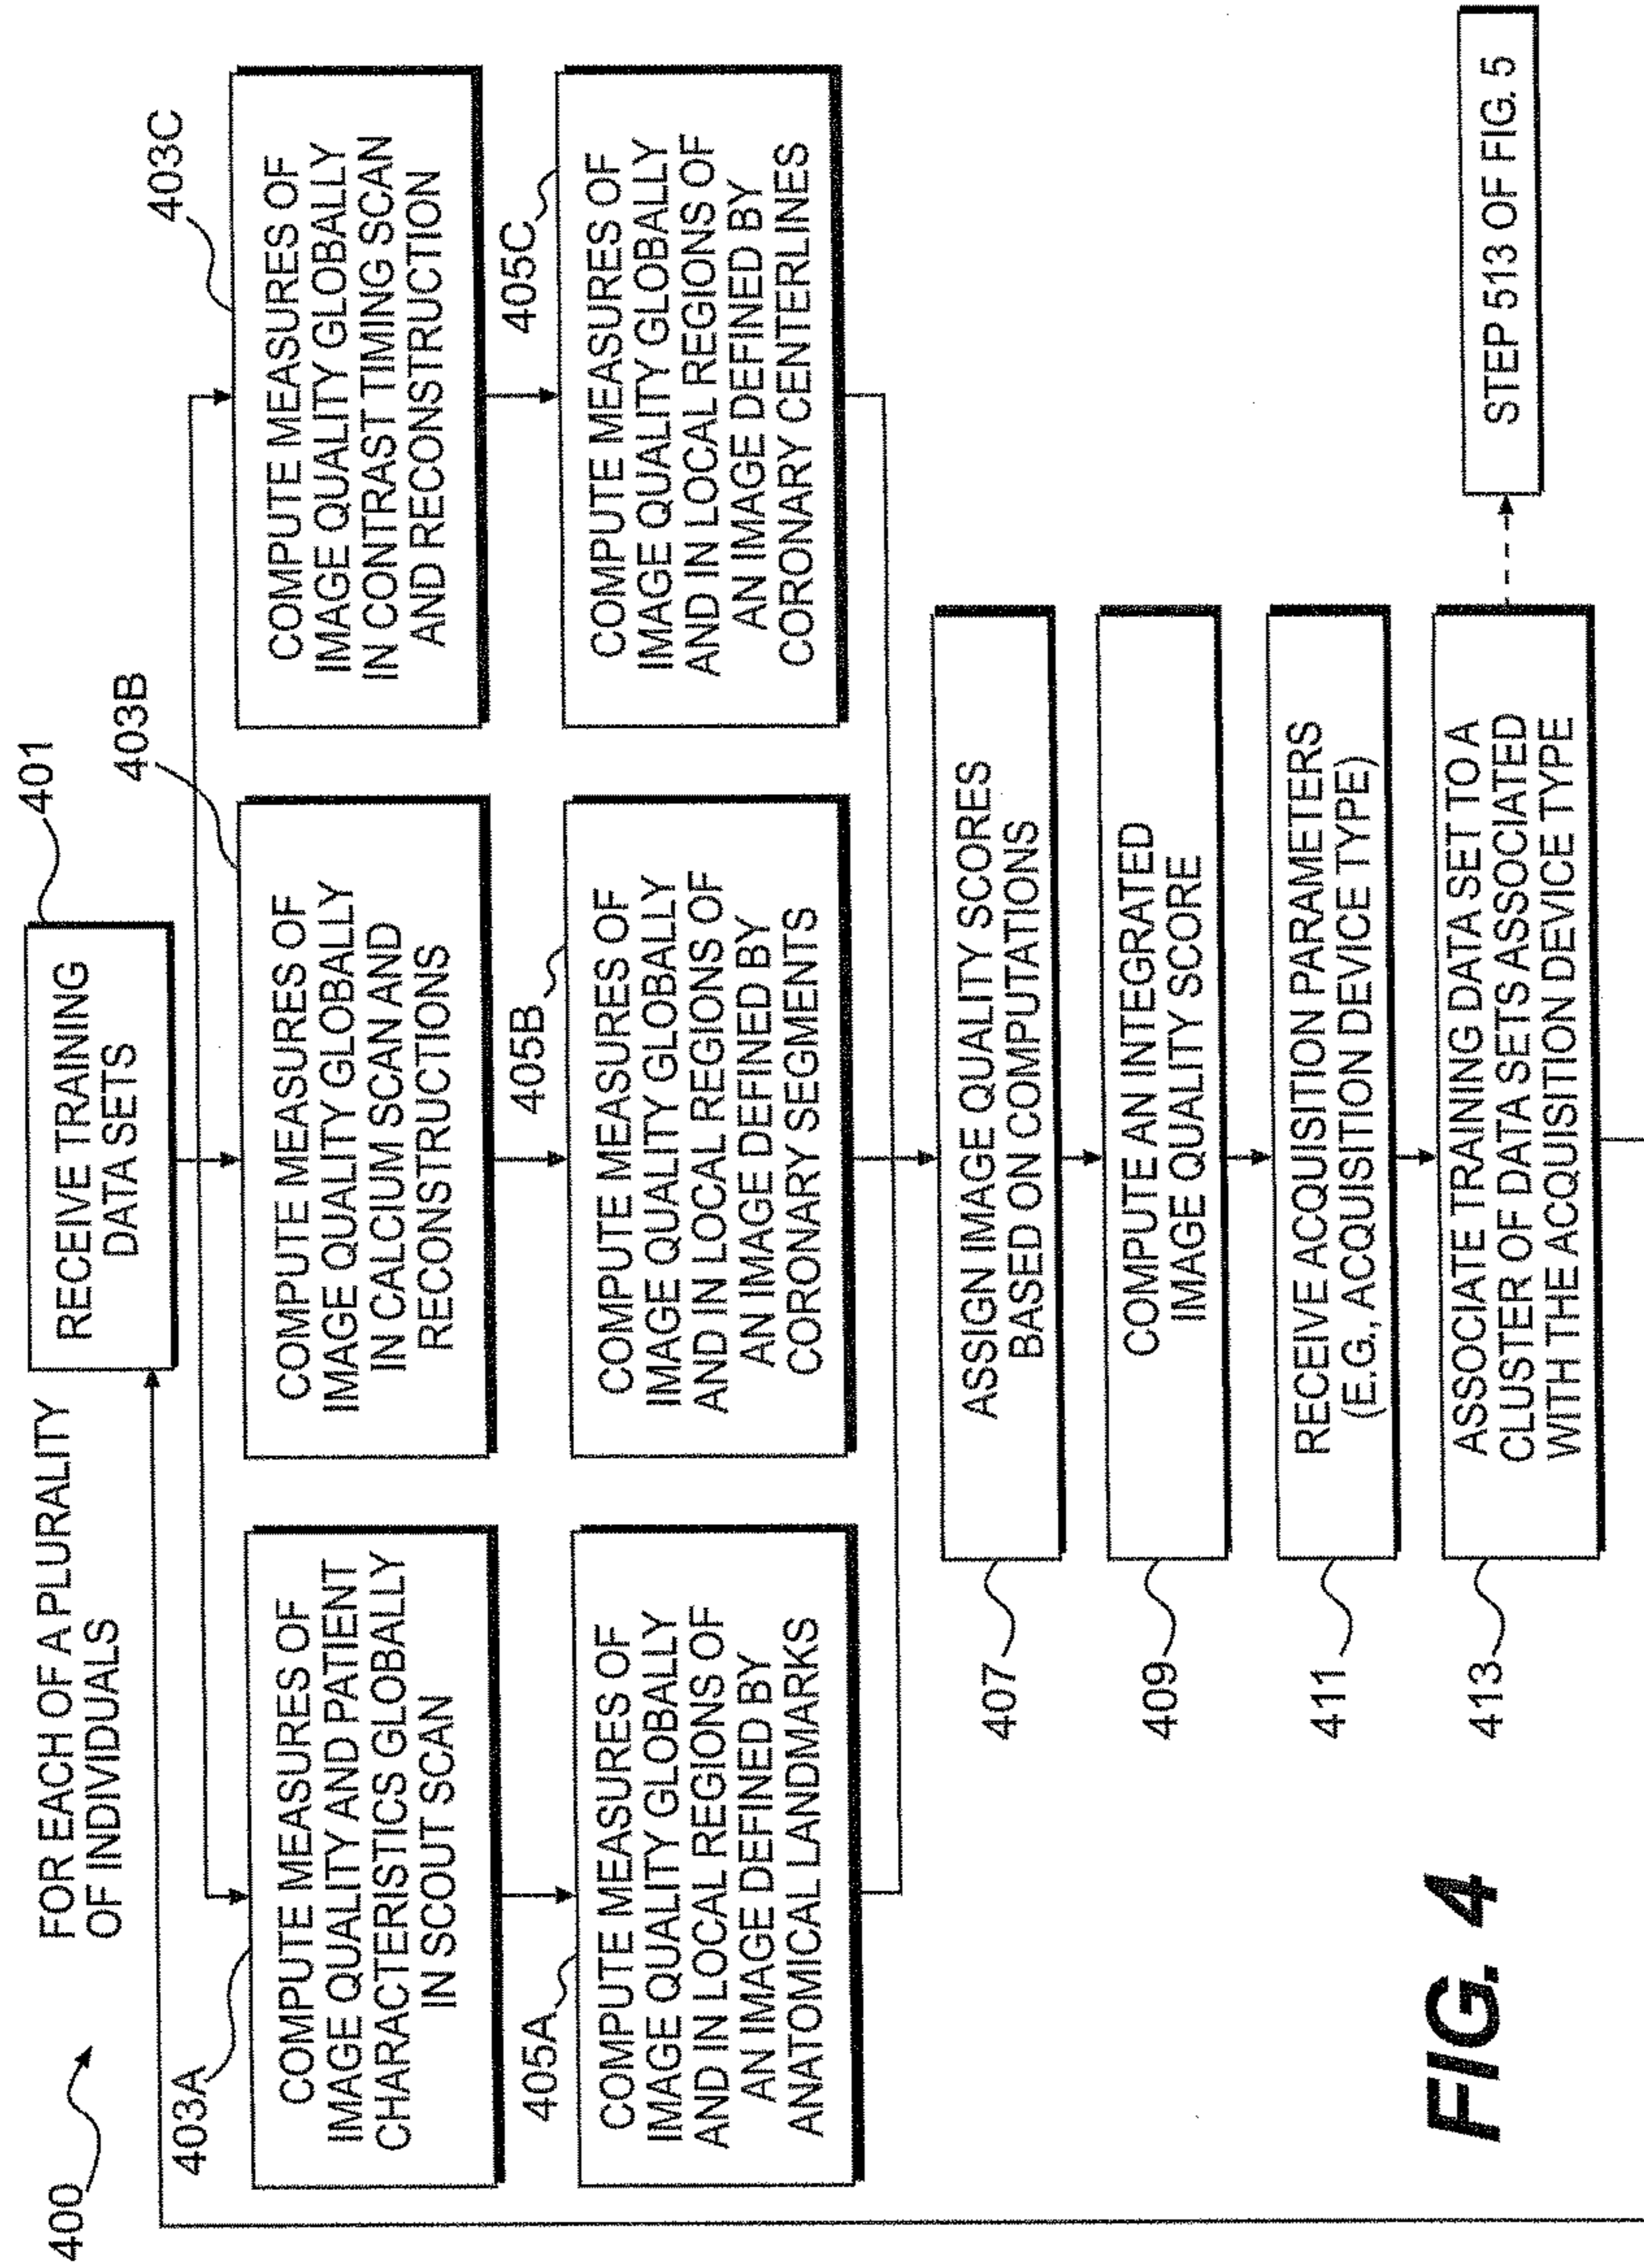 400
FOR EACH OF A PLURALITY
OF INDIVIDUALS
401
RECEIVE TRAINING
DATA SETS
403A
COMPUTE MEASURES OF
IMAGE QUALITY AND PATIENT
CHARACTERISTICS GLOBALLY
IN SCOUT SCAN
403B
COMPUTE MEASURES OF
IMAGE QUALITY GLOBALLY
IN CALCIUM SCAN AND
RECONSTRUCTIONS
403C
COMPUTE MEASURES OF
IMAGE QUALITY GLOBALLY
IN CONTRAST TIMING SCAN
AND RECONSTRUCTION
405A
COMPUTE MEASURES OF
IMAGE QUALITY GLOBALLY
AND IN LOCAL REGIONS OF
AN IMAGE DEFINED BY
ANATOMICAL LANDMARKS
405B
COMPUTE MEASURES OF
IMAGE QUALITY GLOBALLY
AND IN LOCAL REGIONS OF
AN IMAGE DEFINED BY
CORONARY SEGMENTS
405C
COMPUTE MEASURES OF
IMAGE QUALITY GLOBALLY
AND IN LOCAL REGIONS OF
AN IMAGE DEFINED BY
CORONARY CENTERLINES
407
ASSIGN IMAGE QUALITY SCORES
BASED ON COMPUTATIONS
409
COMPUTE AN INTEGRATED
IMAGE QUALITY SCORE
411
RECEIVE ACQUISITION PARAMETERS
(E.G., ACQUISITION DEVICE TYPE)
413
ASSOCIATE TRAINING DATA SET TO A
CLUSTER OF DATA SETS ASSOCIATED
WITH THE ACQUISITION DEVICE TYPE
STEP 513 OF FIG. 5
FIG. 4